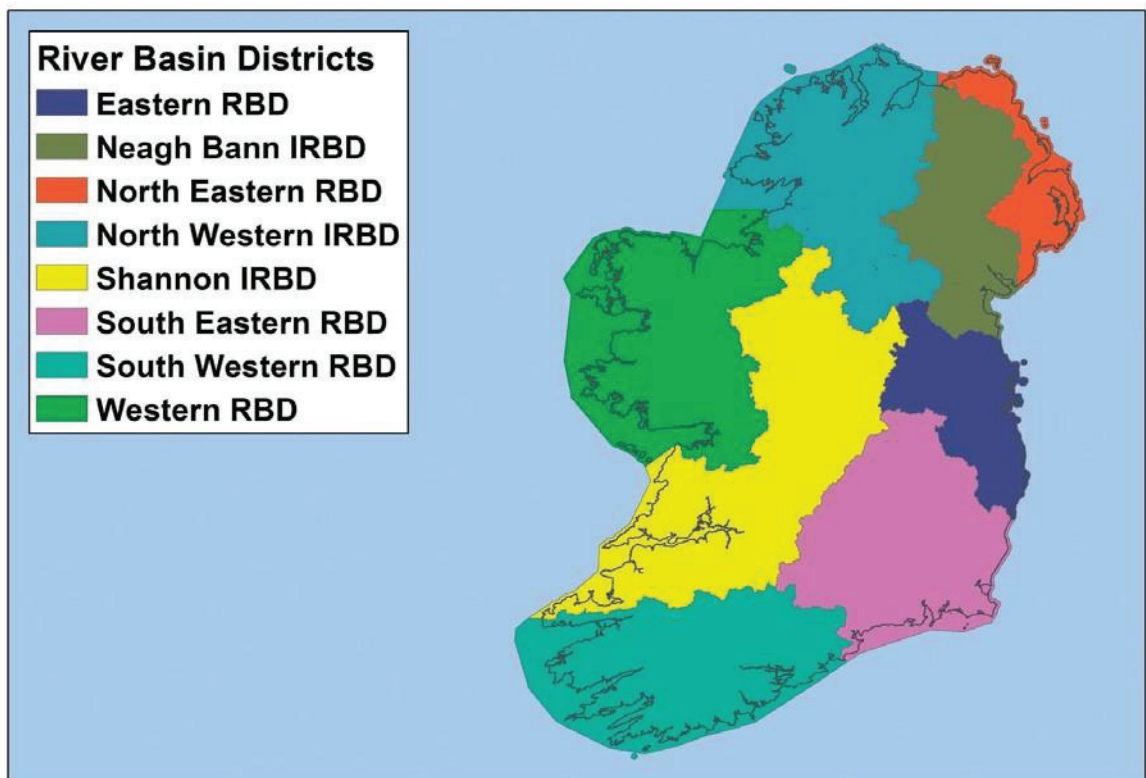 River Basin Districts
Eastern RBD
Neagh Bann IRBD
North Eastern RBD
North Western IRBD
Shannon IRBD
South Eastern RBD
South Western RBD
Western RBD